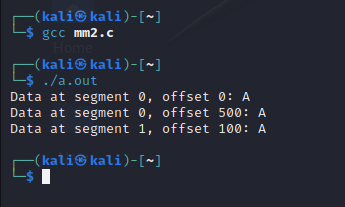 ┌──(kali㉿kali)-[~]
└─$ gcc mm2.c
Home
┌──(kali㉿kali)-[~]
└─$ ./a.out
Data at segment 0, offset 0: A
Data at segment 0, offset 500: A
Data at segment 1, offset 100: A
┌──(kali㉿kali)-[~]
└─$